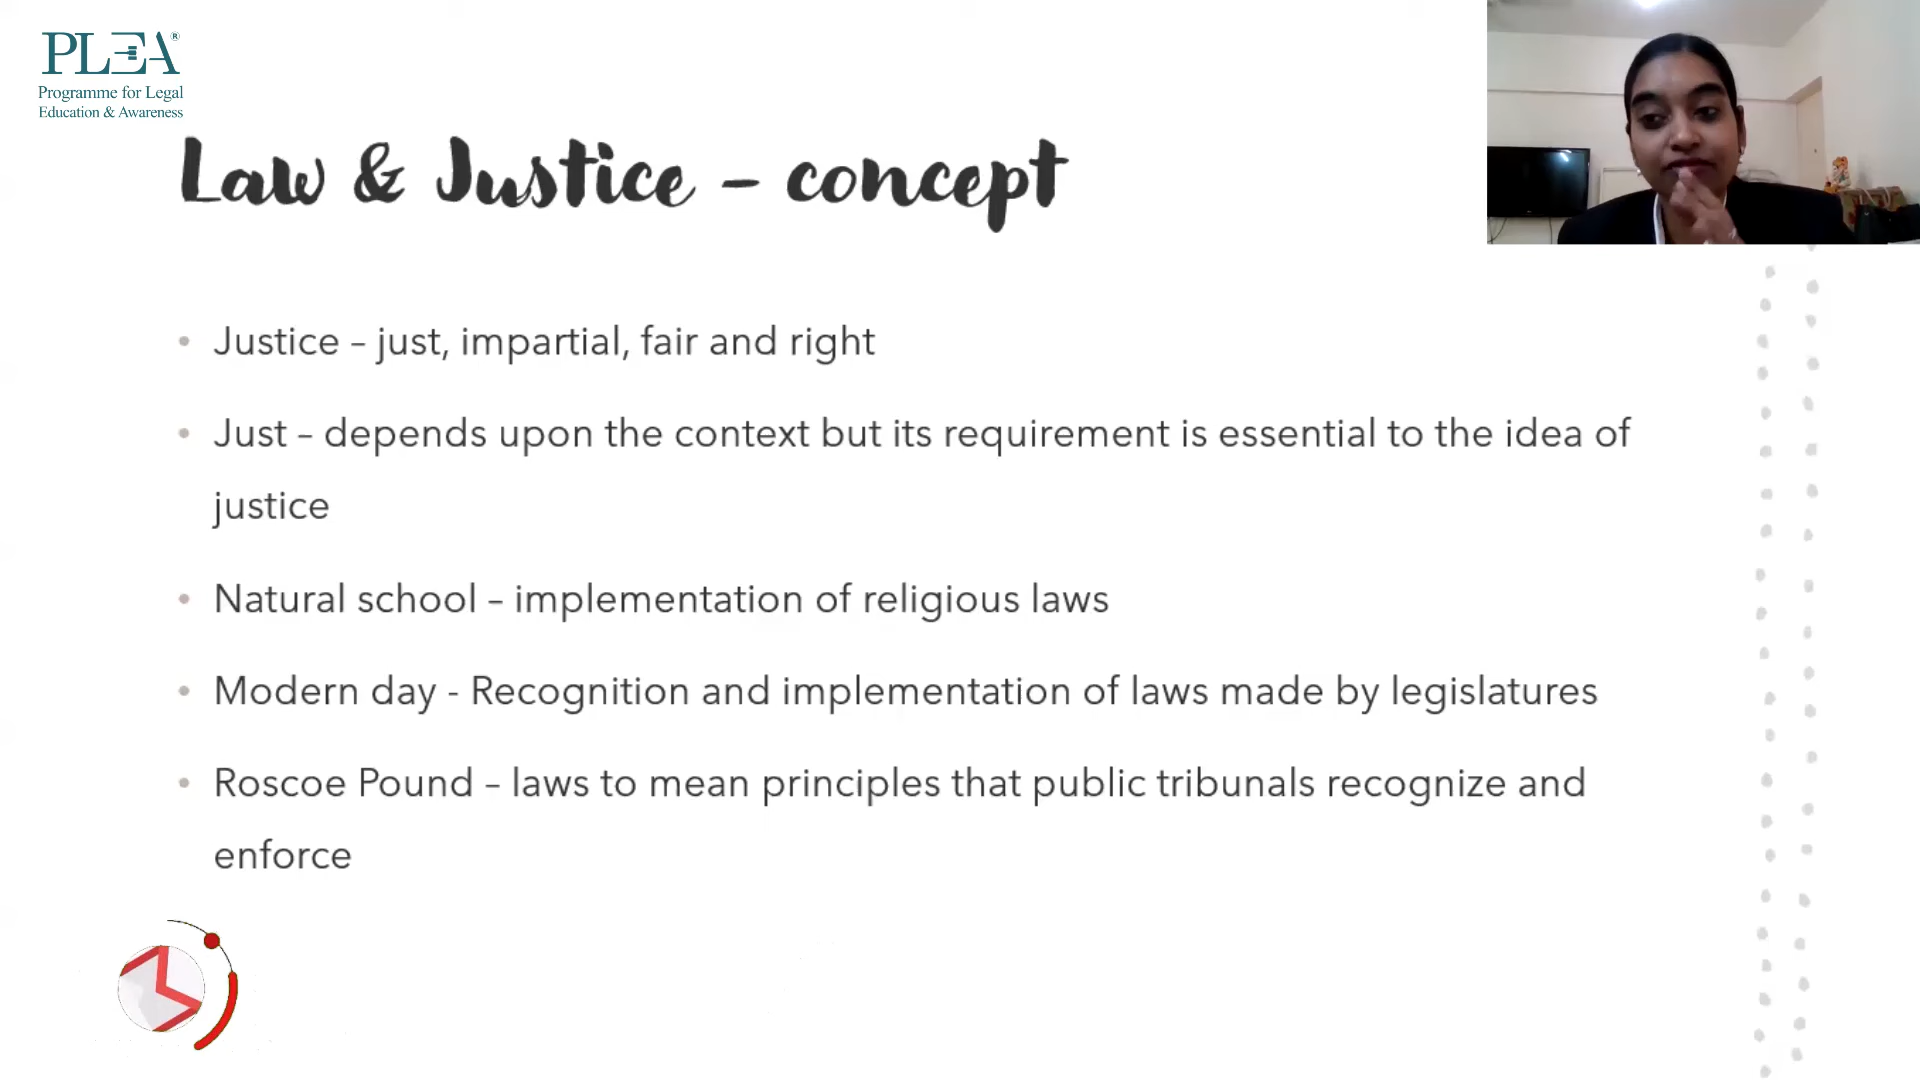 PLEA®
Programme for Legal
Education & Awareness
Law & Justice – concept
• Justice – just, impartial, fair and right
• Just – depends upon the context but its requirement is essential to the idea of
justice
• Natural school – implementation of religious laws
• Modern day - Recognition and implementation of laws made by legislatures
• Roscoe Pound – laws to mean principles that public tribunals recognize and
enforce